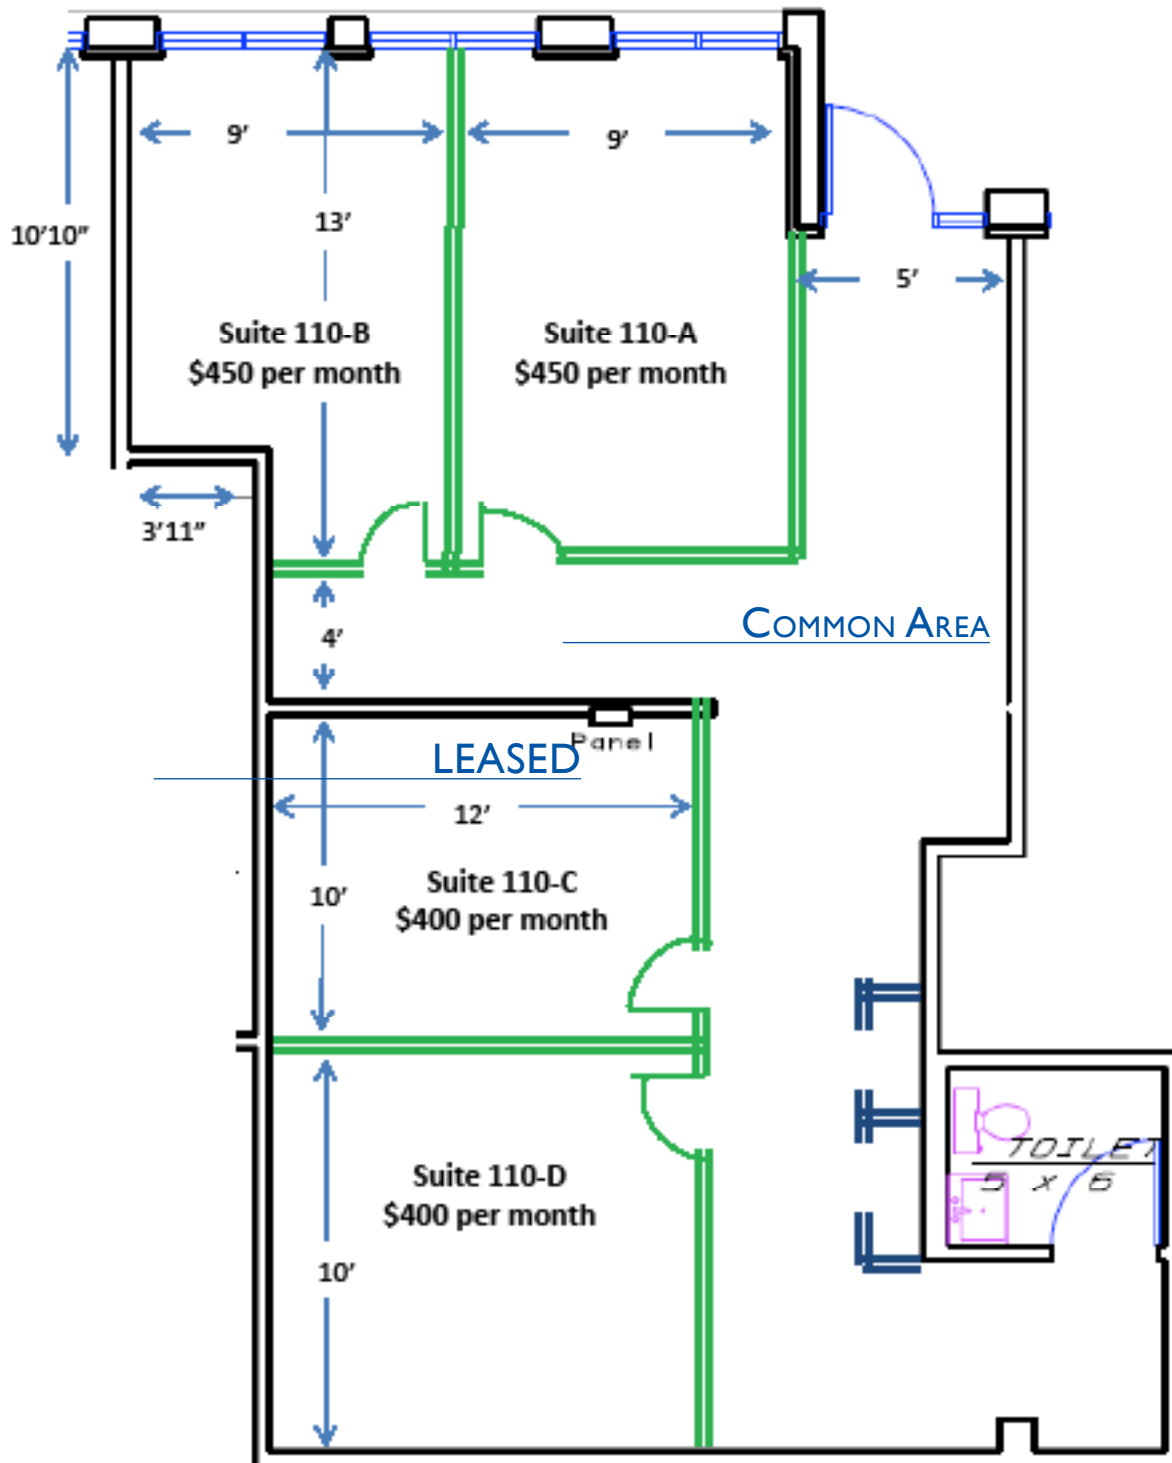 9’
9’
13’
10’10”
5’
Suite 110-B
$450 per month
Suite 110-A
$450 per month
3’11”
4’
COMMON AREA
Panel
LEASED
12’
10’
Suite 110-C
$400 per month
TOILET
5 x 6
Suite 110-D
$400 per month
10’